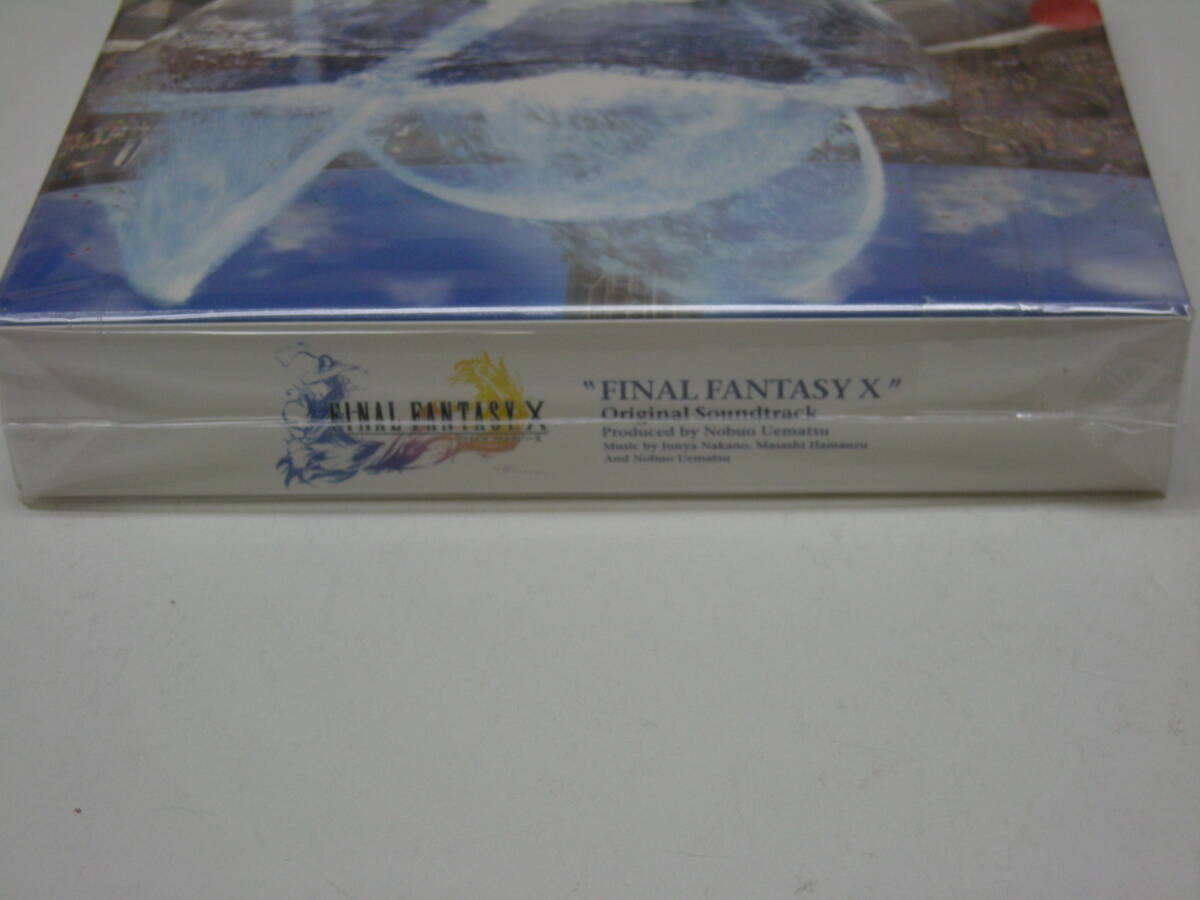 FINAL FANTASY X
"FINAL FANTASY X"
Original Soundtrack
Produced by Nobuo Uematsu
Music by Junya Nakano, Masashi Hamauzu
And Nobuo Uematsu